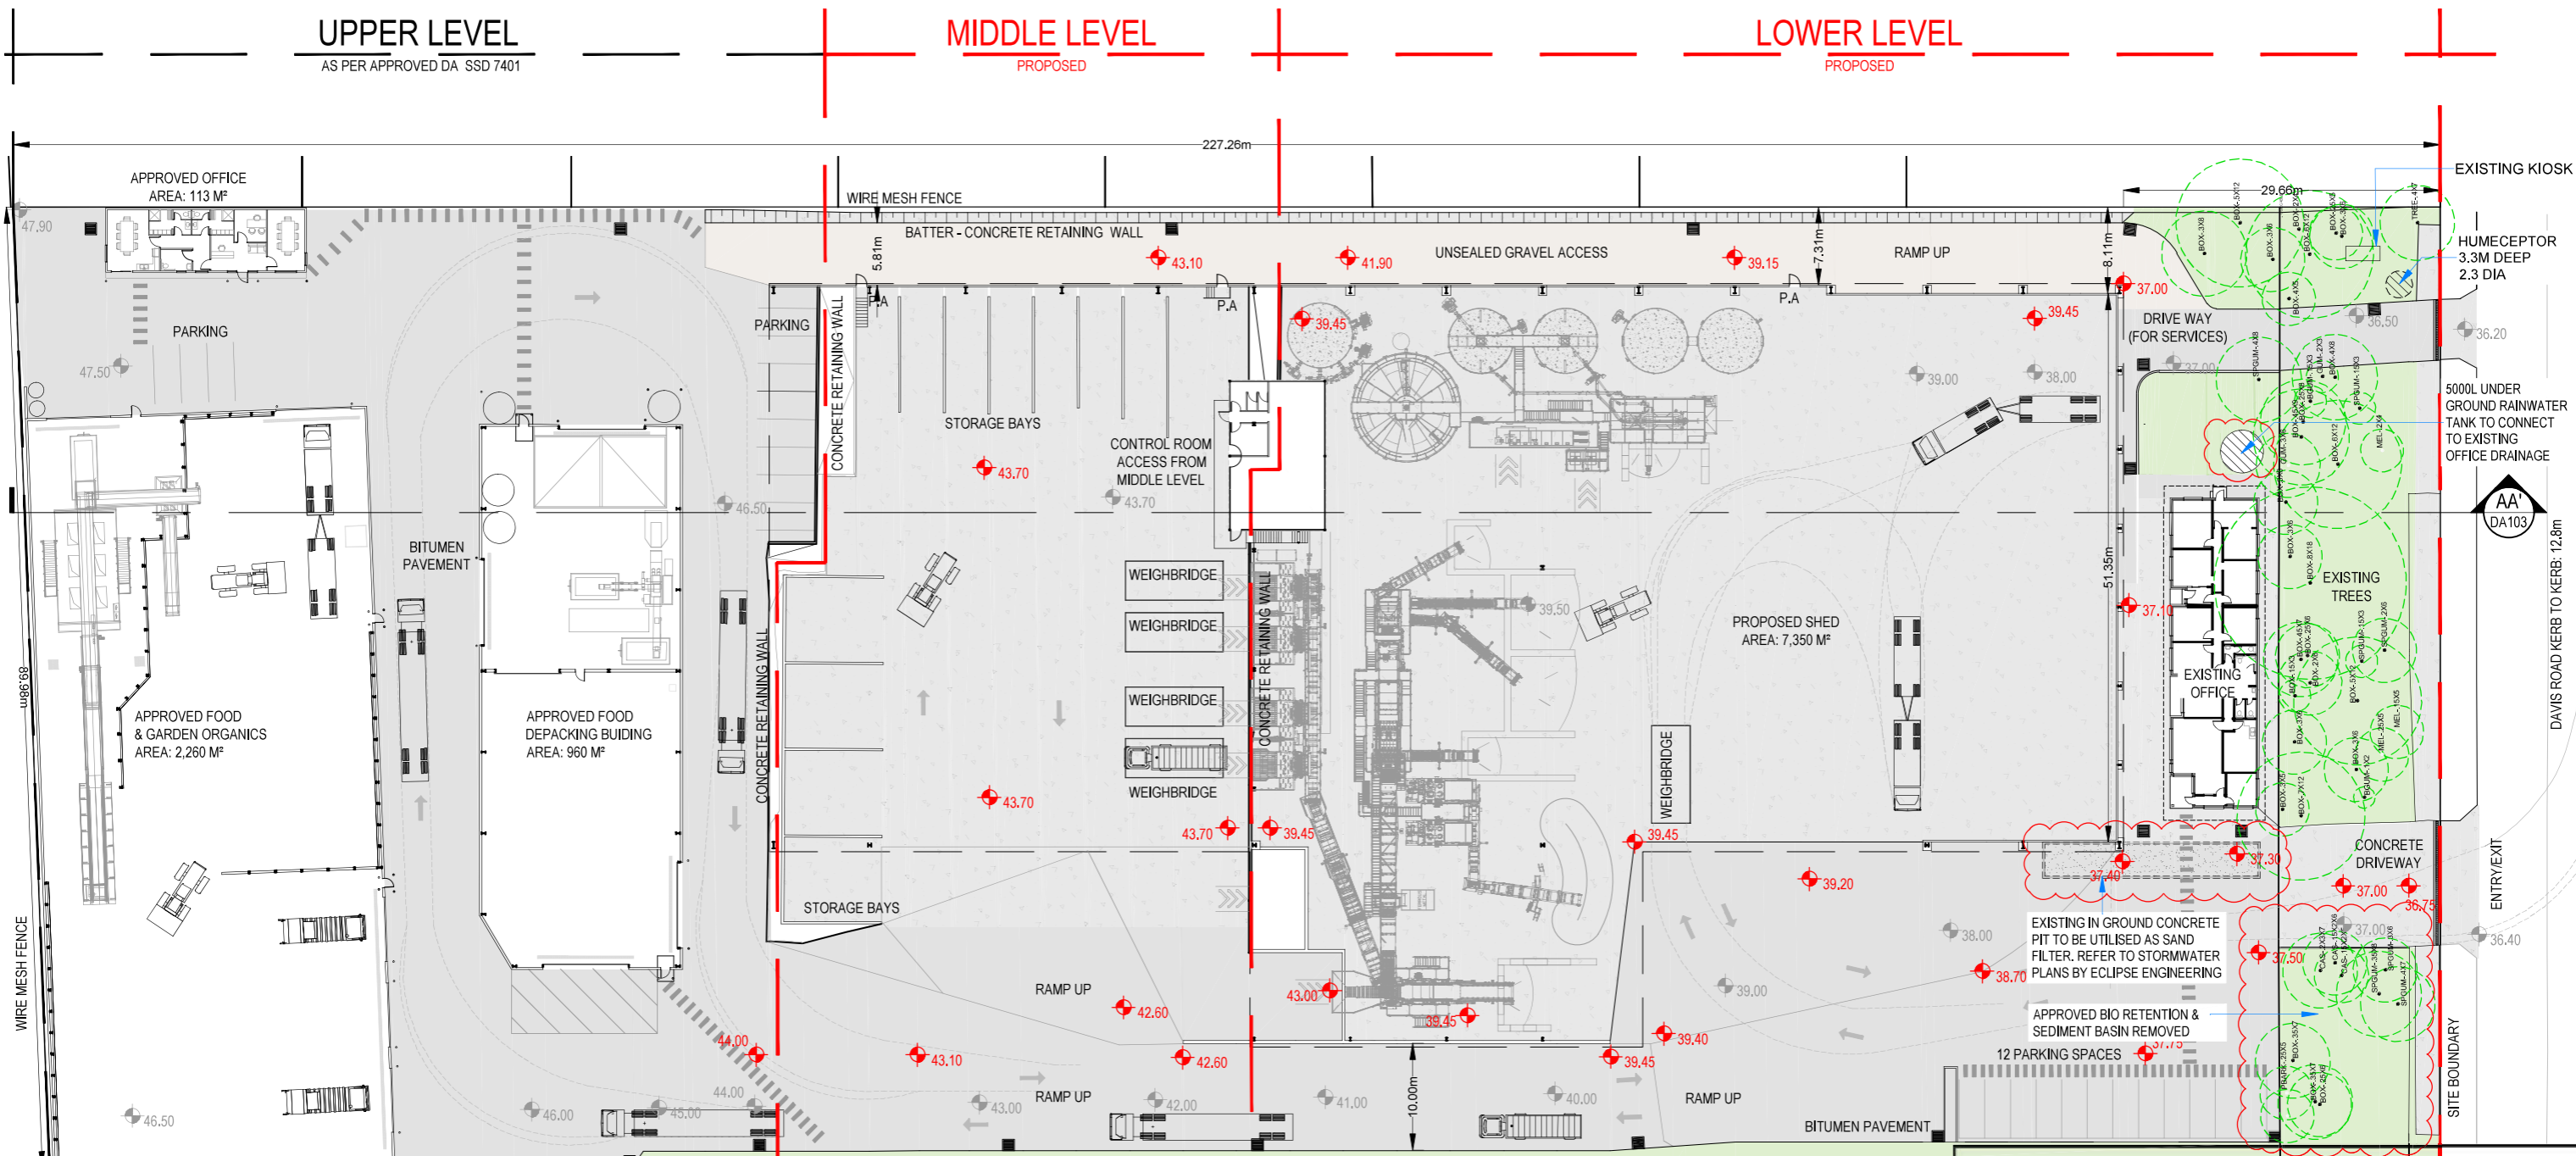 UPPER LEVEL
AS PER APPROVED DA SSD 7401
MIDDLE LEVEL
PROPOSED
LOWER LEVEL
PROPOSED
227.26m
APPROVED OFFICE
AREA: 113 M²
47.90
WIRE MESH FENCE
BATTER - CONCRETE RETAINING WALL
5.81m
43.10
41.90
UNSEALED GRAVEL ACCESS
39.15
7.31m
RAMP UP
8.11m
29.66m
EXISTING KIOSK
HUMECEPTOR
3.3M DEEP
2.3 DIA
37.00
P.A
P.A
P.A
PARKING
PARKING
47.50
CONCRETE RETAINING WALL
39.45
39.45
DRIVE WAY
(FOR SERVICES)
36.50
36.20
37.00
39.00
38.00
STORAGE BAYS
CONTROL ROOM
ACCESS FROM
MIDDLE LEVEL
43.70
43.70
46.50
5000L UNDER
GROUND RAINWATER
TANK TO CONNECT
TO EXISTING
OFFICE DRAINAGE
AA'
DA103
DAVIS ROAD KERB TO KERB: 12.8m
BITUMEN
PAVEMENT
WEIGHBRIDGE
WEIGHBRIDGE
WEIGHBRIDGE
WEIGHBRIDGE
CONCRETE RETAINING WALL
CONCRETE RETAINING WALL
39.50
PROPOSED SHED
AREA: 7,350 M²
51.35m
37.10
EXISTING
TREES
EXISTING
OFFICE
89.98m
APPROVED FOOD
& GARDEN ORGANICS
AREA: 2,260 M²
APPROVED FOOD
DEPACKING BUIDING
AREA: 960 M²
WEIGHBRIDGE
43.70
43.70
39.45
39.45
37.40
37.30
CONCRETE
DRIVEWAY
ENTRY/EXIT
39.20
37.00
36.75
STORAGE BAYS
WIRE MESH FENCE
EXISTING IN GROUND CONCRETE
PIT TO BE UTILISED AS SAND
FILTER. REFER TO STORMWATER
PLANS BY ECLIPSE ENGINEERING
38.00
37.00
36.40
37.50
38.70
RAMP UP
43.00
39.00
42.60
39.45
APPROVED BIO RETENTION &
SEDIMENT BASIN REMOVED
39.40
44.00
43.10
42.60
39.45
12 PARKING SPACES
37.75
SITE BOUNDARY
RAMP UP
10.00m
RAMP UP
46.50
46.00
45.00
44.00
43.00
42.00
41.00
40.00
BITUMEN PAVEMENT